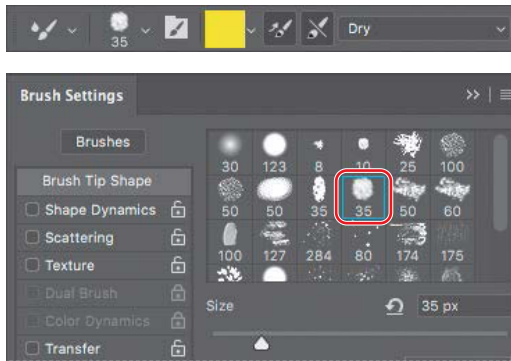 35
Dry
Brush Settings
Brushes
30 123 8 10 25 100
Brush Tip Shape
Shape Dynamics
50 50 35 35 50 60
Scattering
100 127 284 80 174 175
Texture
Dual Brush
Size 35 px
Color Dynamics
Transfer